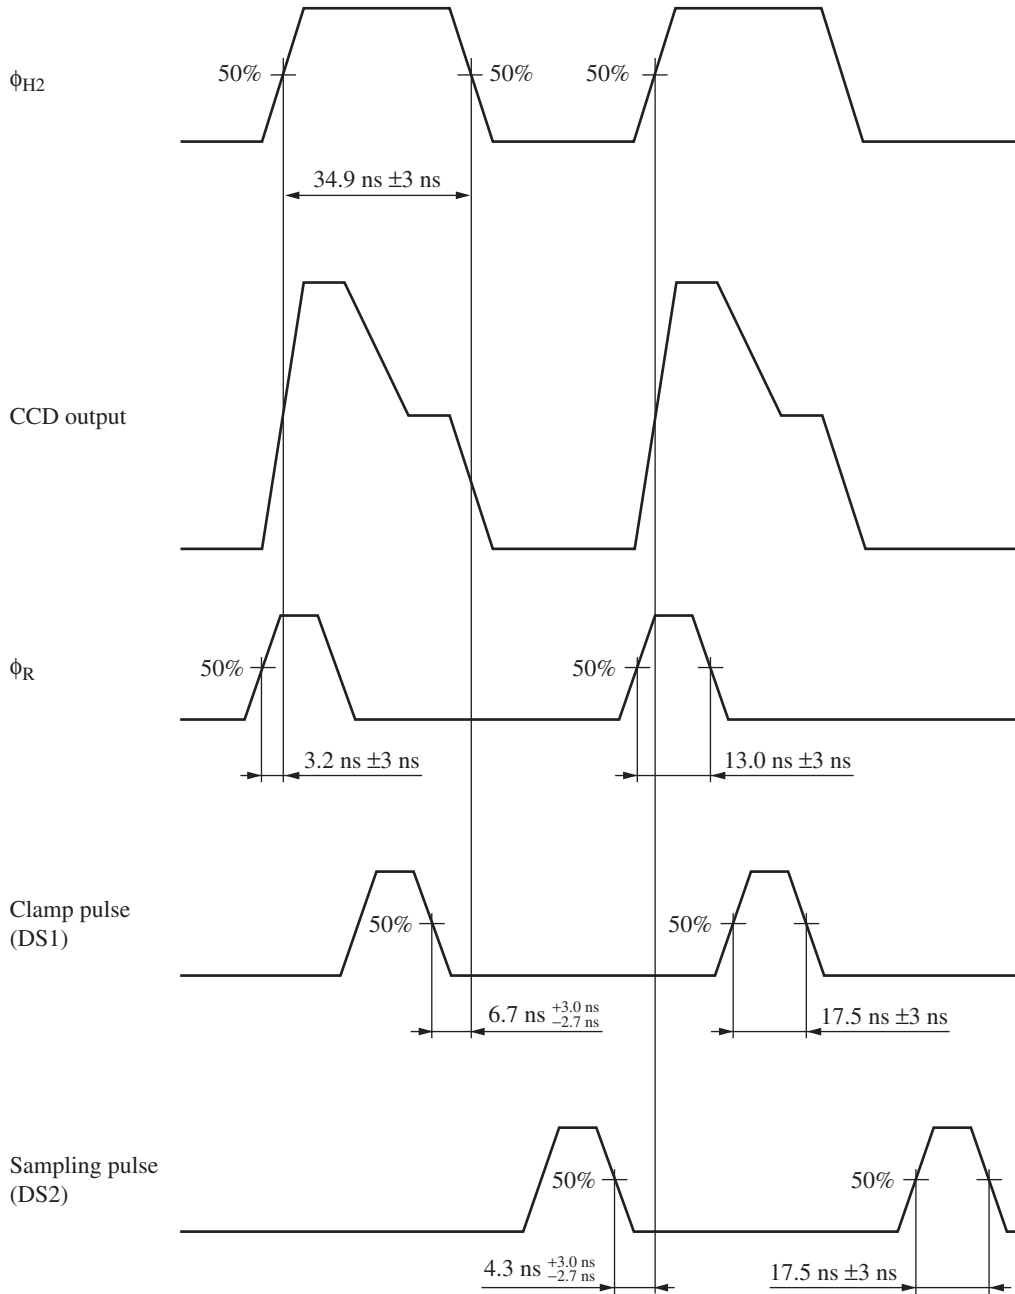 50%
50%
50%
ϕH2
34.9 ns ±3 ns
CCD output
50%
50%
ϕR
3.2 ns ±3 ns
13.0 ns ±3 ns
Clamp pulse
(DS1)
50%
50%
6.7 ns +3.0 ns −2.7 ns
17.5 ns ±3 ns
Sampling pulse
(DS2)
50%
50%
4.3 ns +3.0 ns −2.7 ns
17.5 ns ±3 ns